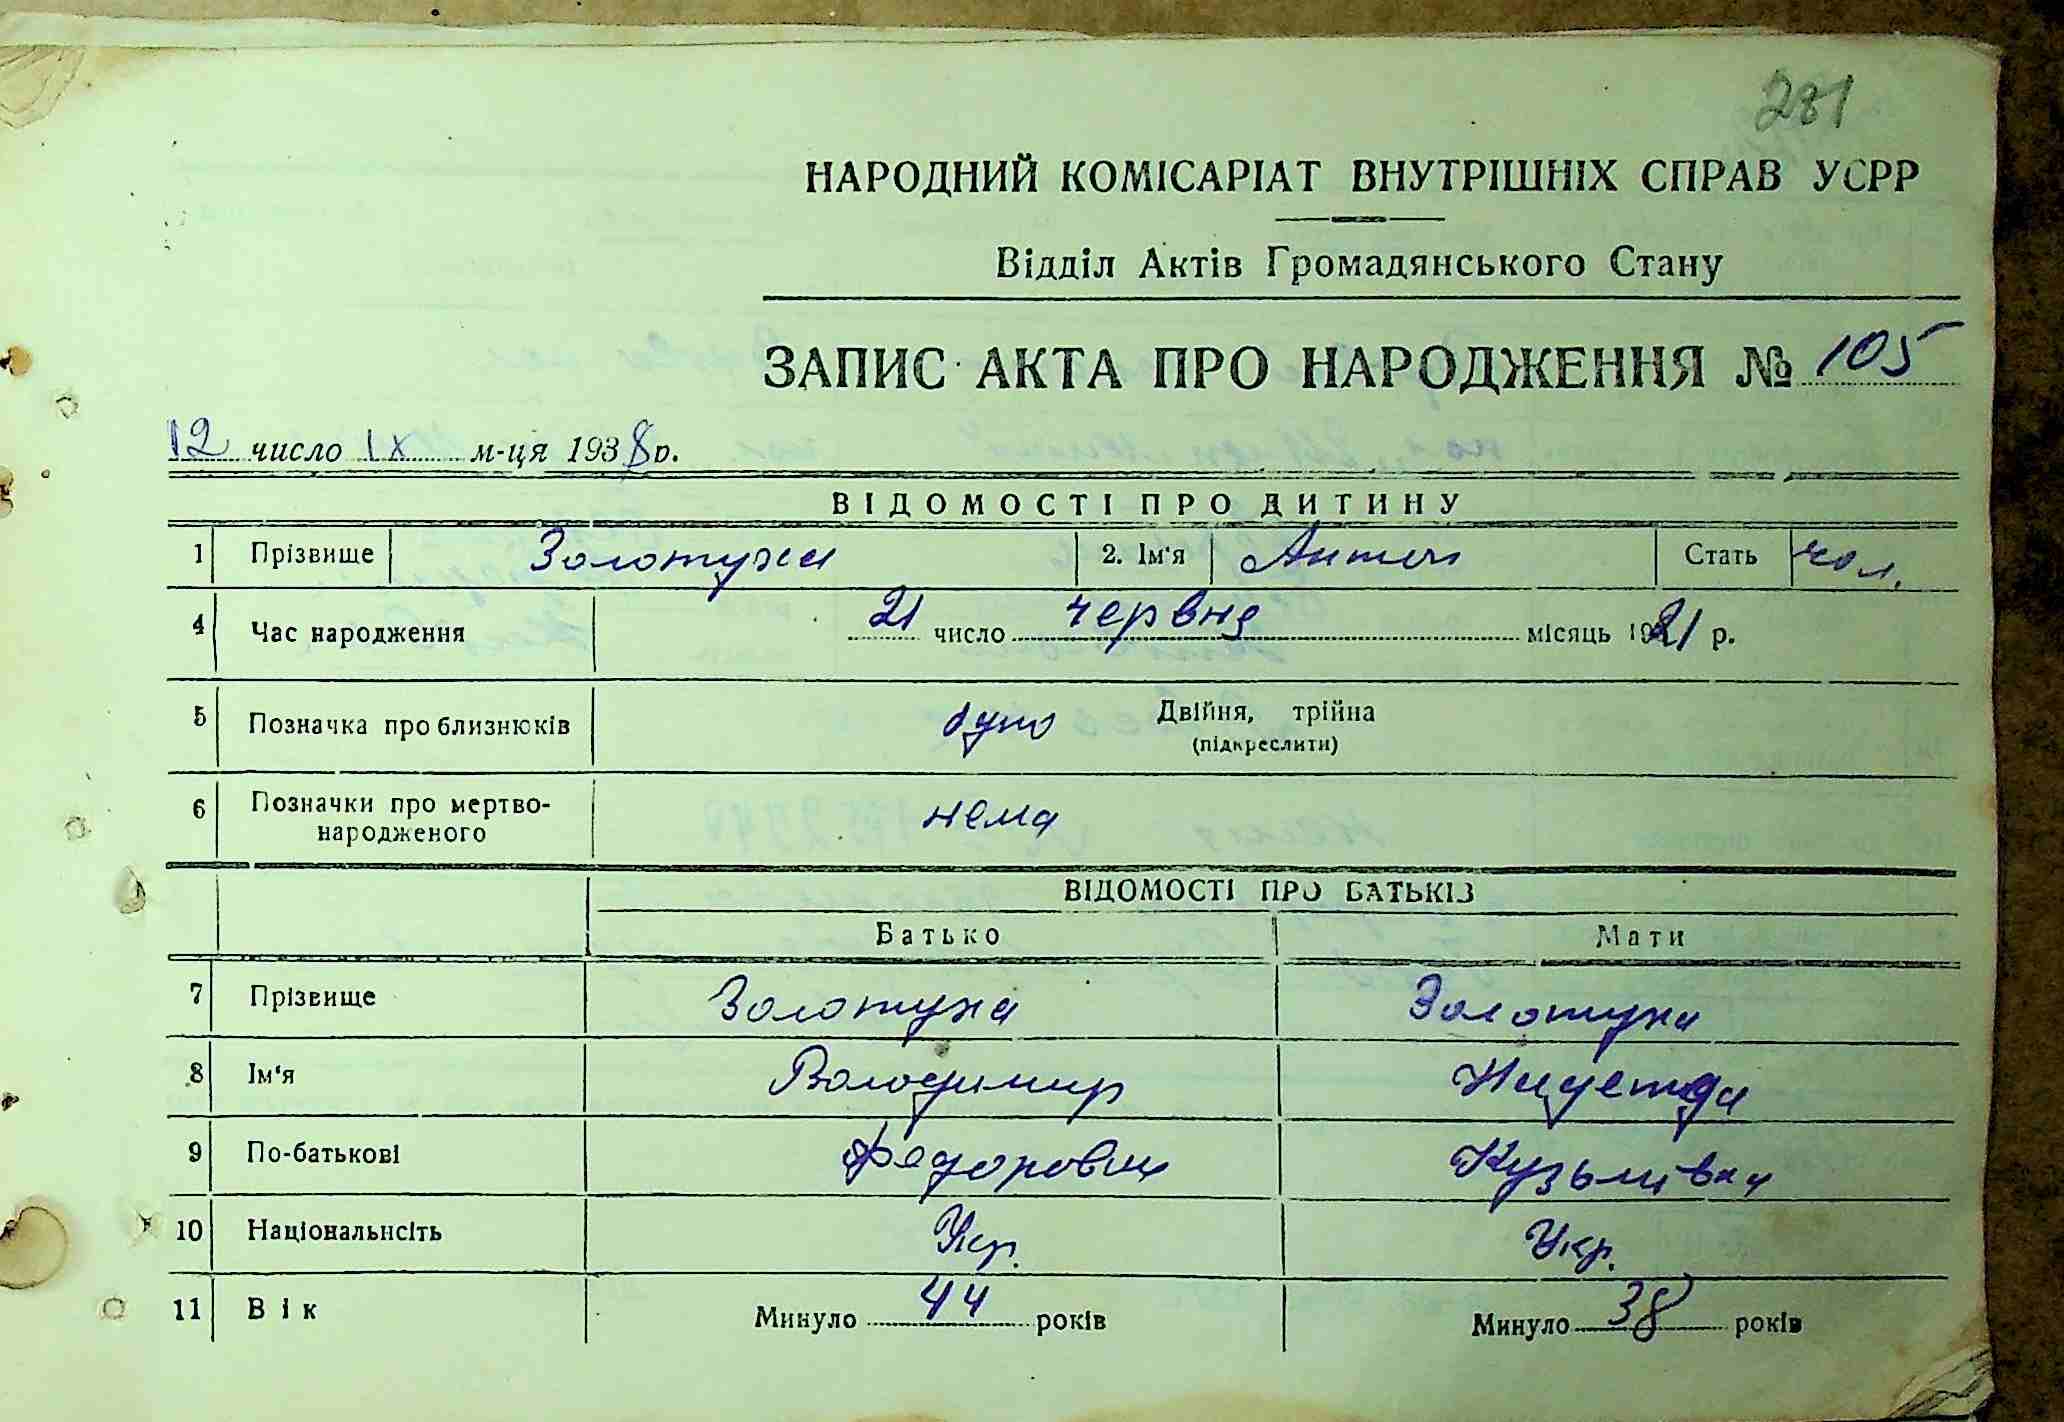 281
НАРОДНИЙ КОМІСАРІАТ ВНУТРІШНІХ СПРАВ УСРР
Відділ Актів Громадянського Стану
ЗАПИС АКТА ПРО НАРОДЖЕННЯ № 105
12 число IX м-ця 1938 р.
ВІДОМОСТІ ПРО ДИТИНУ
1 Прізвище Золотуха 2. Ім'я Антон Стать чол.
4 Час народження 21 число червня місяць 1921 р.
5 Позначка про близнюків Двійня, трійна
(підкреслити)
6 Позначки про мертво-
народженого нема
ВІДОМОСТІ ПРО БАТЬКІВ
Батько Мати
7 Прізвище Золотуха Золотуха
8 Ім'я Володимир Надежда
9 По-батькові Федорович Кузьмівна
10 Національність Укр. Укр.
11 Вік Минуло 44 років Минуло 38 років